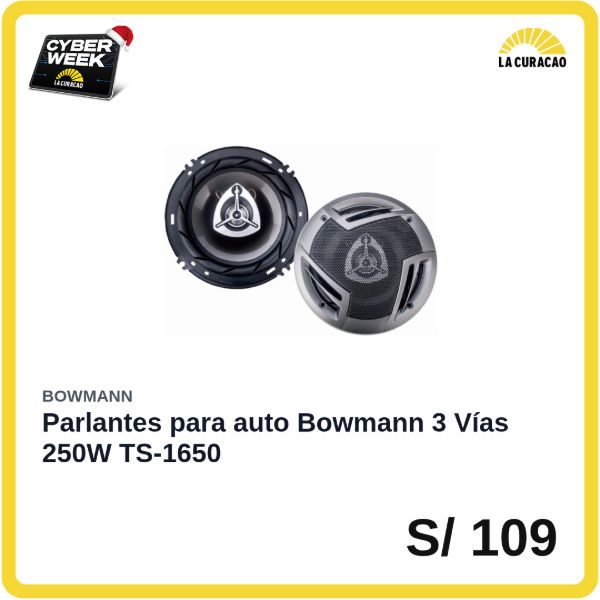 CYBER
WEEK
LA CURACAO
LA CURACAO
BOWMANN
Parlantes para auto Bowmann 3 Vías
250W TS-1650
S/ 109